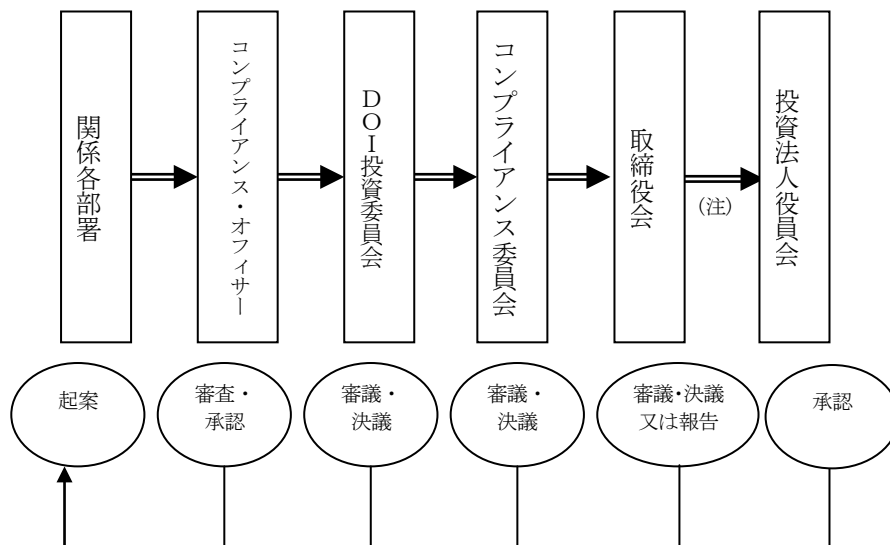 関係各部署
コンプライアンス・オフィサー
DOI投資委員会
コンプライアンス委員会
取締役会
(注)
投資法人役員会
起案
審査・
承認
審議・
決議
審議・
決議
審議・決議
又は報告
承認